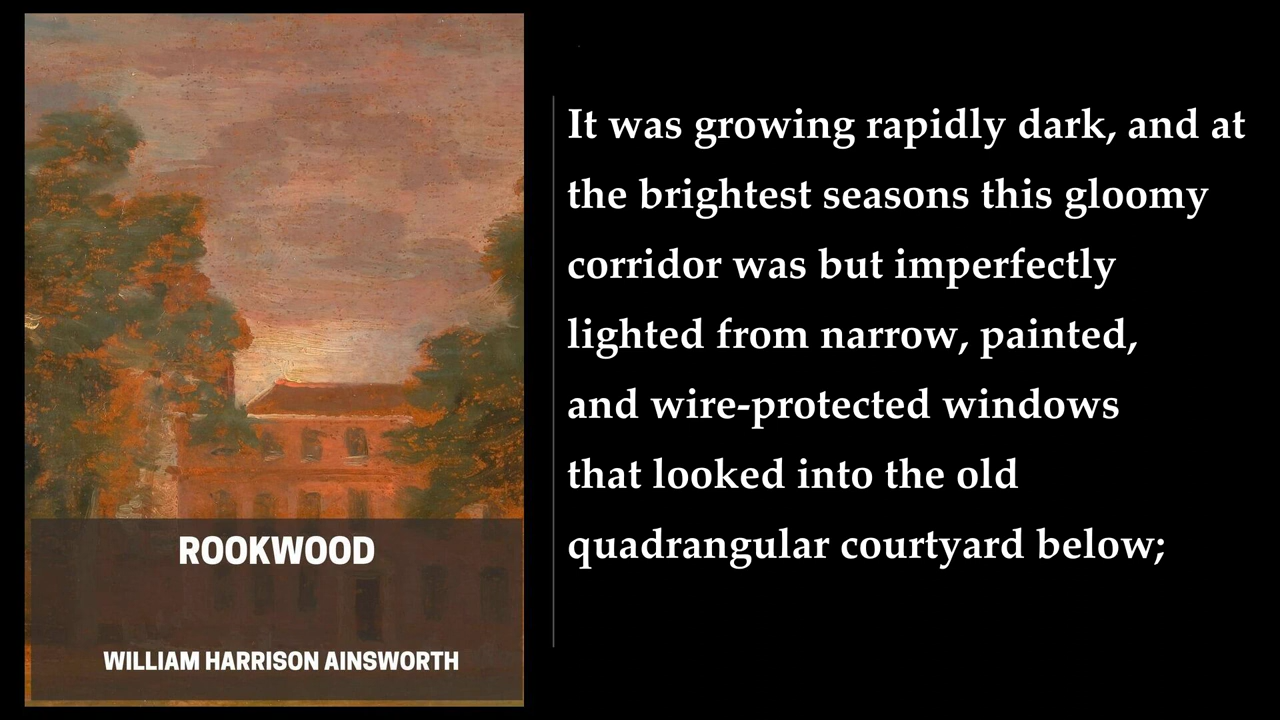 ROOKWOOD
WILLIAM HARRISON AINSWORTH
It was growing rapidly dark, and at
the brightest seasons this gloomy
corridor was but imperfectly
lighted from narrow, painted,
and wire-protected windows
that looked into the old
quadrangular courtyard below;